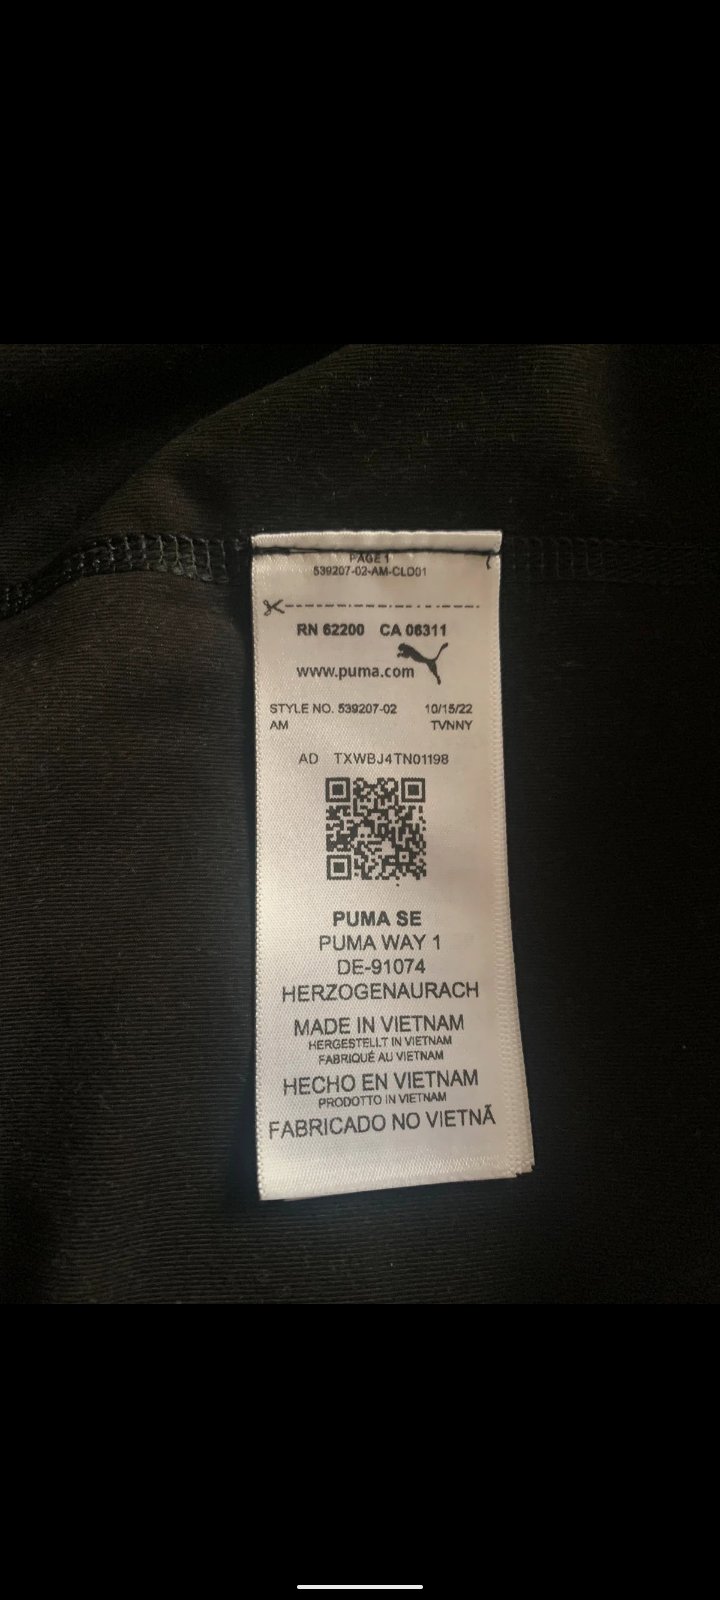 PAGE 1
539207-02-AM-CLD01
RN 62200 CA 06311
www.puma.com
STYLE NO. 539207-02 10/15/22
AM TVNNY
AD TXWBJ4TN01198
PUMA SE
PUMA WAY 1
DE-91074
HERZOGENAURACH
MADE IN VIETNAM
HERGESTELLT IN VIETNAM
FABRIQUÉ AU VIETNAM
HECHO EN VIETNAM
PRODOTTO IN VIETNAM
FABRICADO NO VIETNÃ